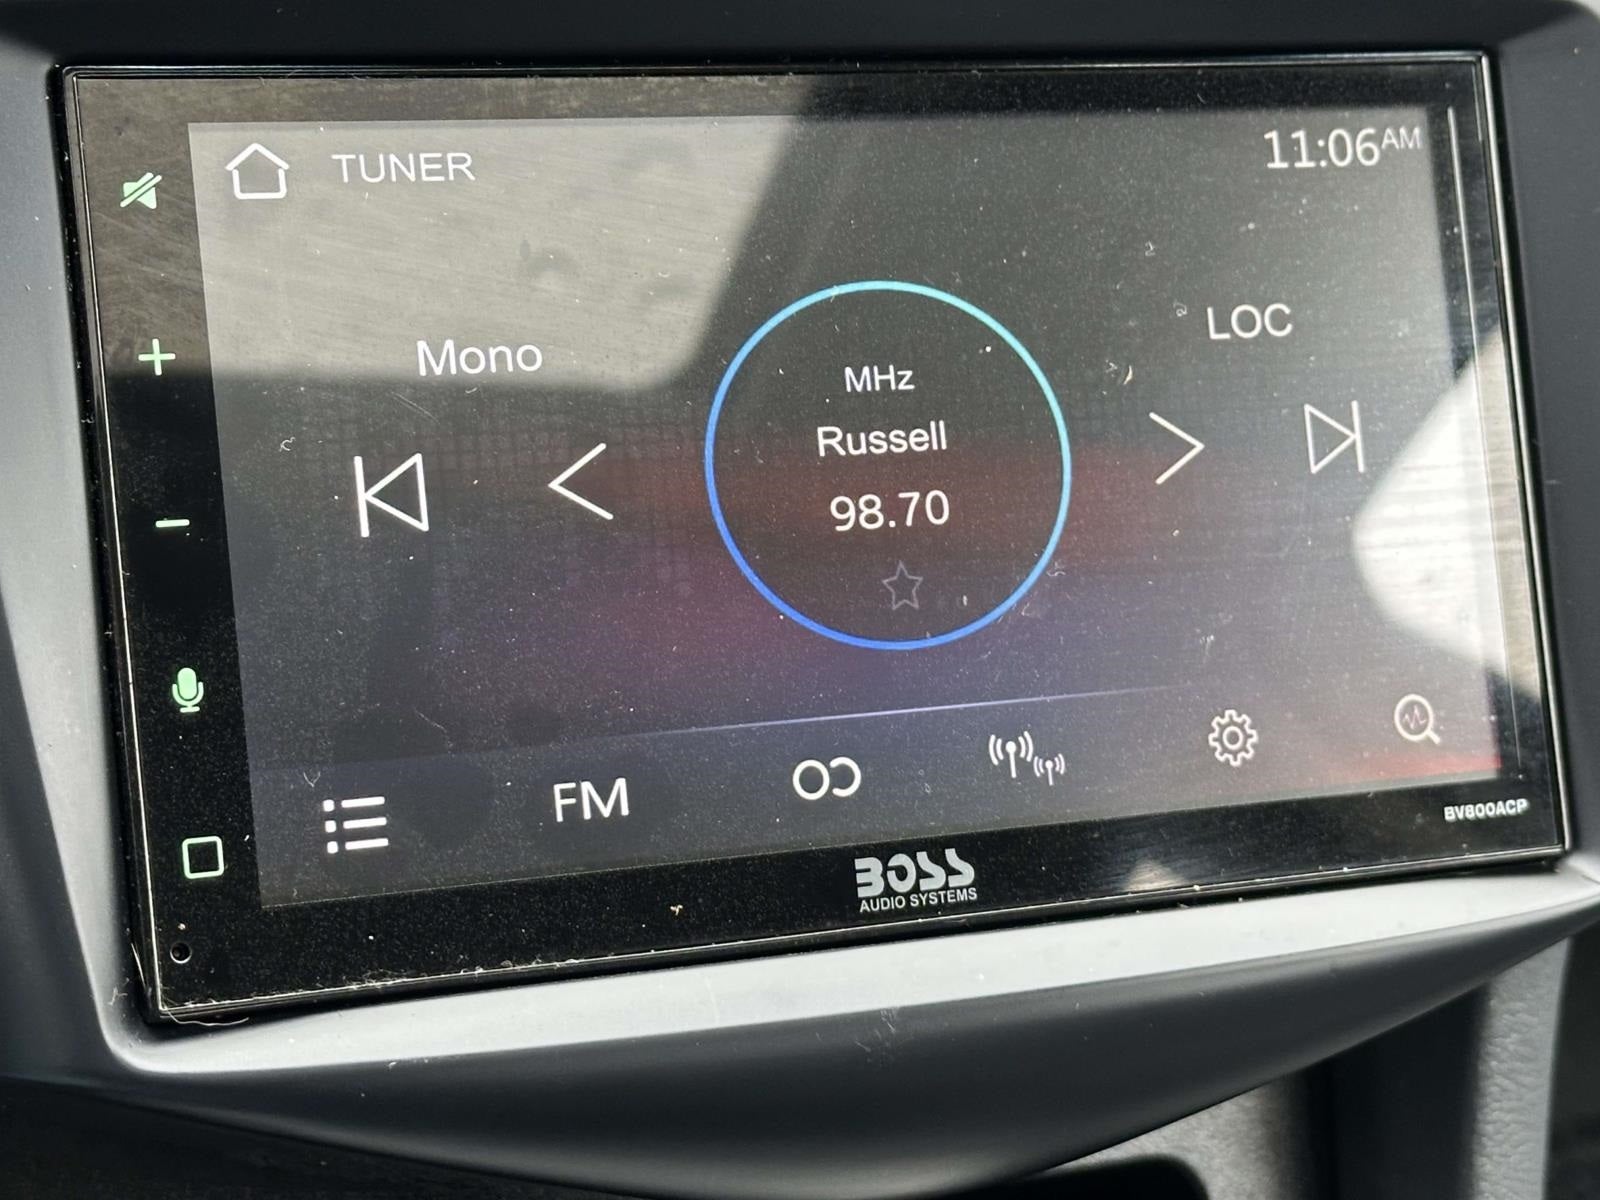 TUNER
11:06AM
Mono
LOC
MHz
Russell
98.70
FM
BV800ACP
BOSS
AUDIO SYSTEMS